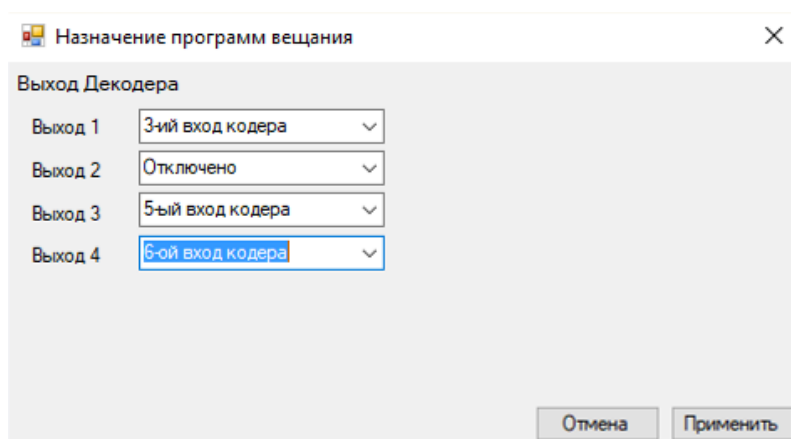 Назначение программ вещания
Выход Декодера
Выход 1 3-ий вход кодера
Выход 2 Отключено
Выход 3 5-ый вход кодера
Выход 4 6-ой вход кодера
Отмена Применить